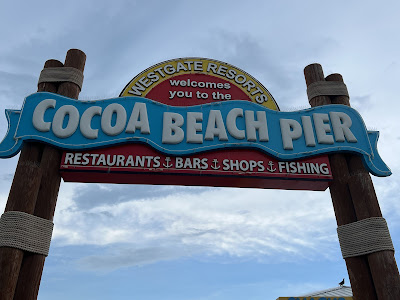 WESTGATE RESORTS
welcomes
you to the
COCOA BEACH PIER
RESTAURANTS⚓BARS⚓SHOPS⚓FISHING